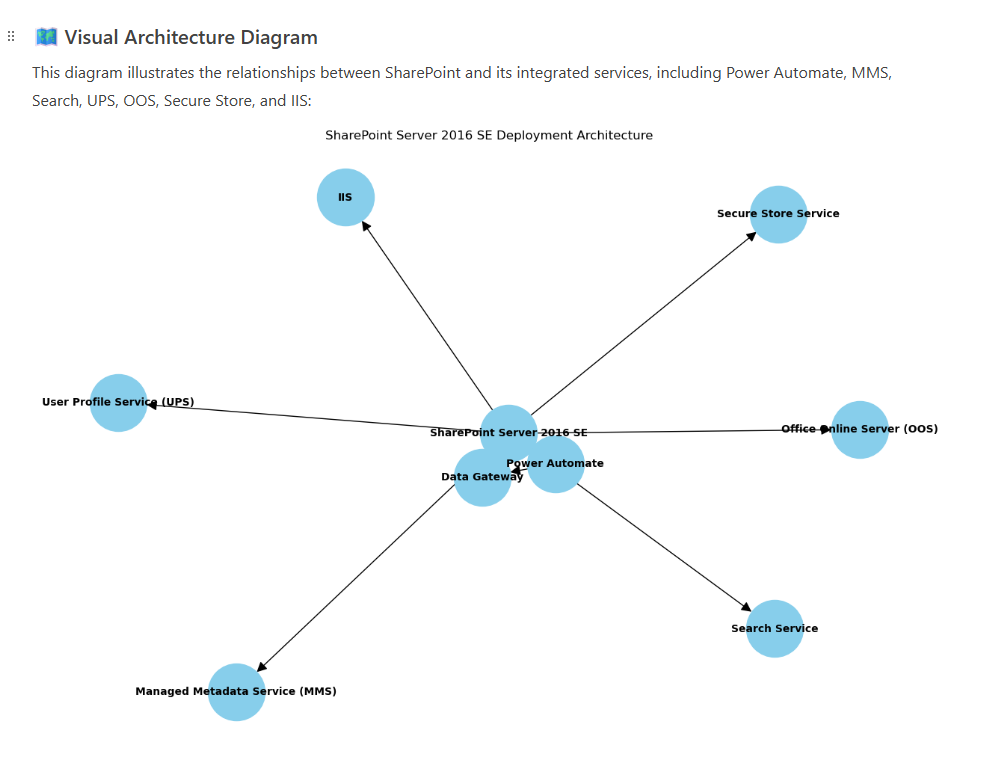 Visual Architecture Diagram
This diagram illustrates the relationships between SharePoint and its integrated services, including Power Automate, MMS,
Search, UPS, OOS, Secure Store, and IIS:
SharePoint Server 2016 SE Deployment Architecture
IIS
Secure Store Service
User Profile Service (UPS)
Office Online Server (OOS)
SharePoint Server 2016 SE
Power Automate
Data Gateway
Search Service
Managed Metadata Service (MMS)